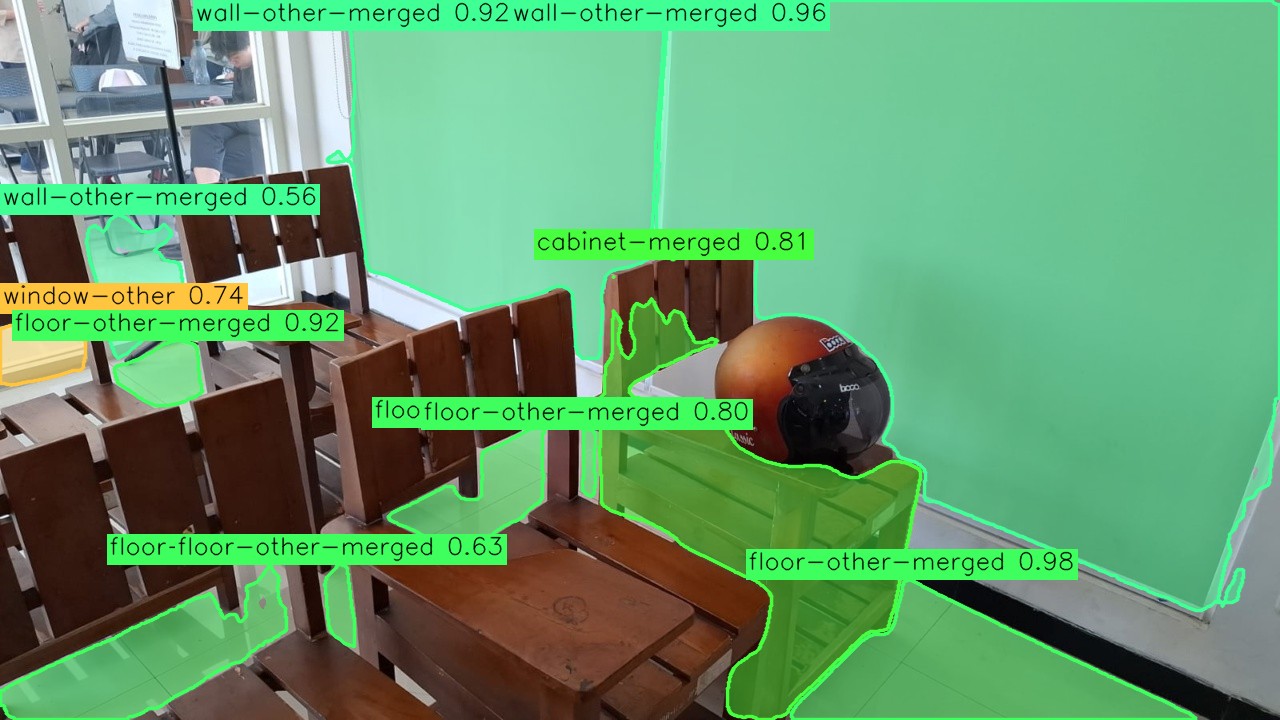 wall-other-merged 0.92
wall-other-merged 0.96
wall-other-merged 0.56
cabinet-merged 0.81
window-other 0.74
floor-other-merged 0.92
bogo
bogo
floo
floor-other-merged 0.80
floor-
floor-other-merged 0.63
floor-other-merged 0.98